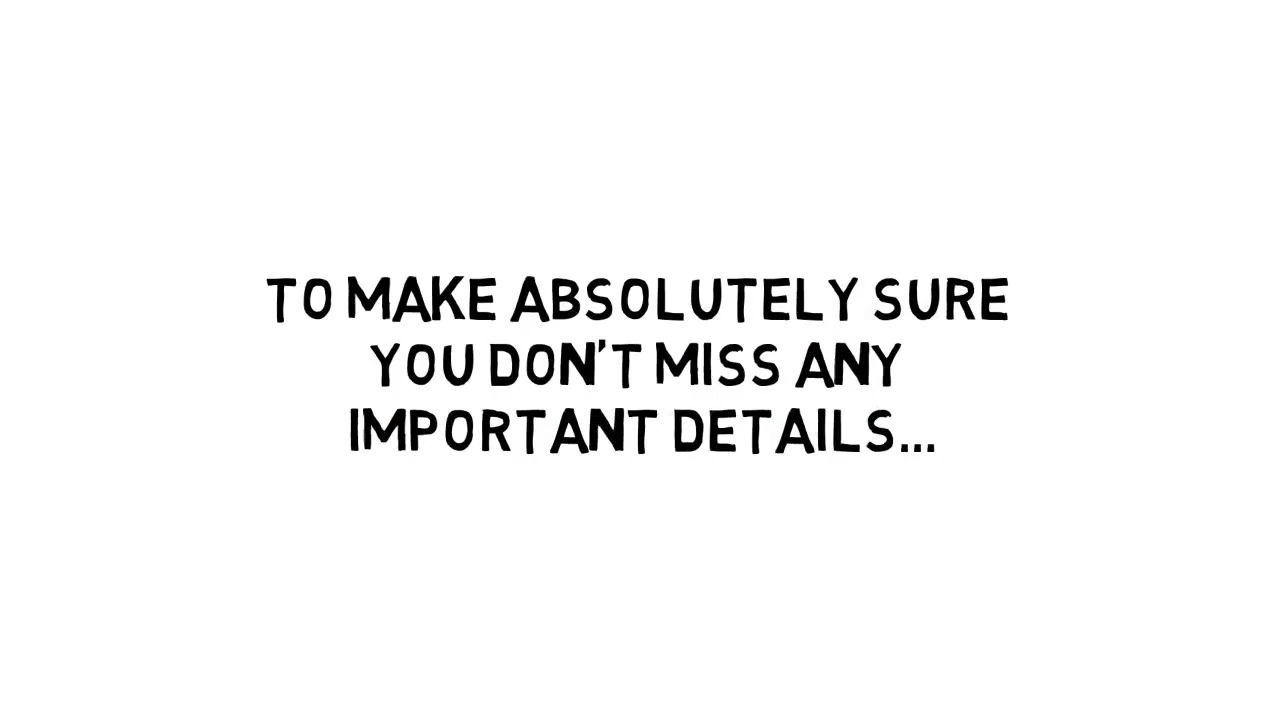 TO MAKE ABSOLUTELY SURE
YOU DON'T MISS ANY
IMPORTANT DETAILS...